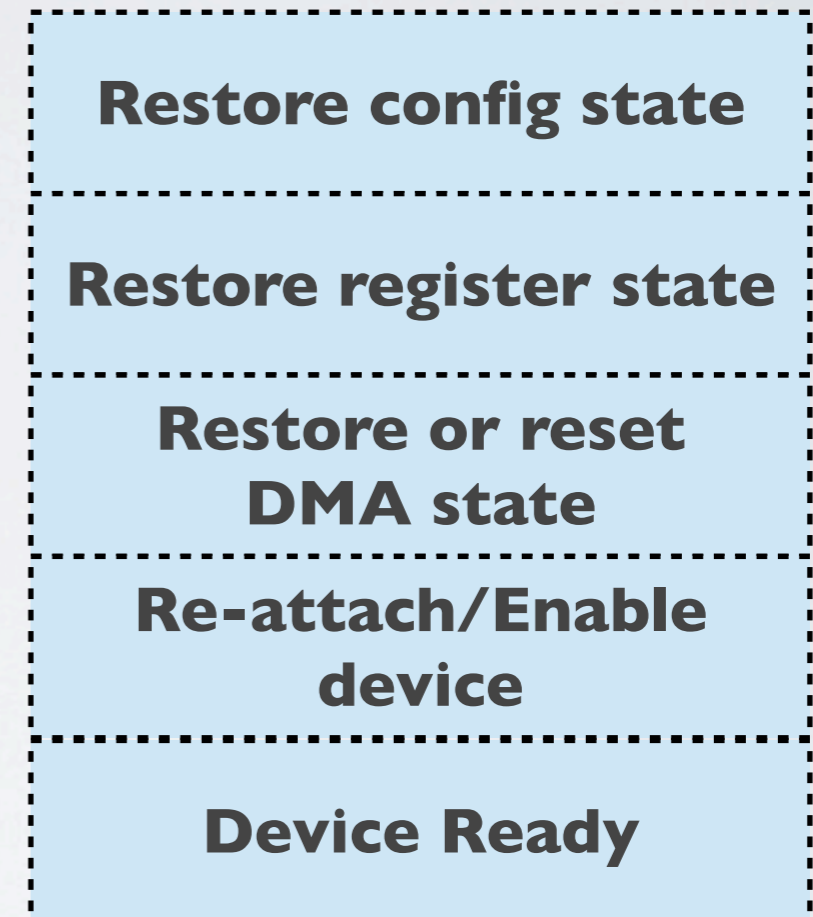 Restore config state
Restore register state
Restore or reset
DMA state
Re-attach/Enable
device
Device Ready